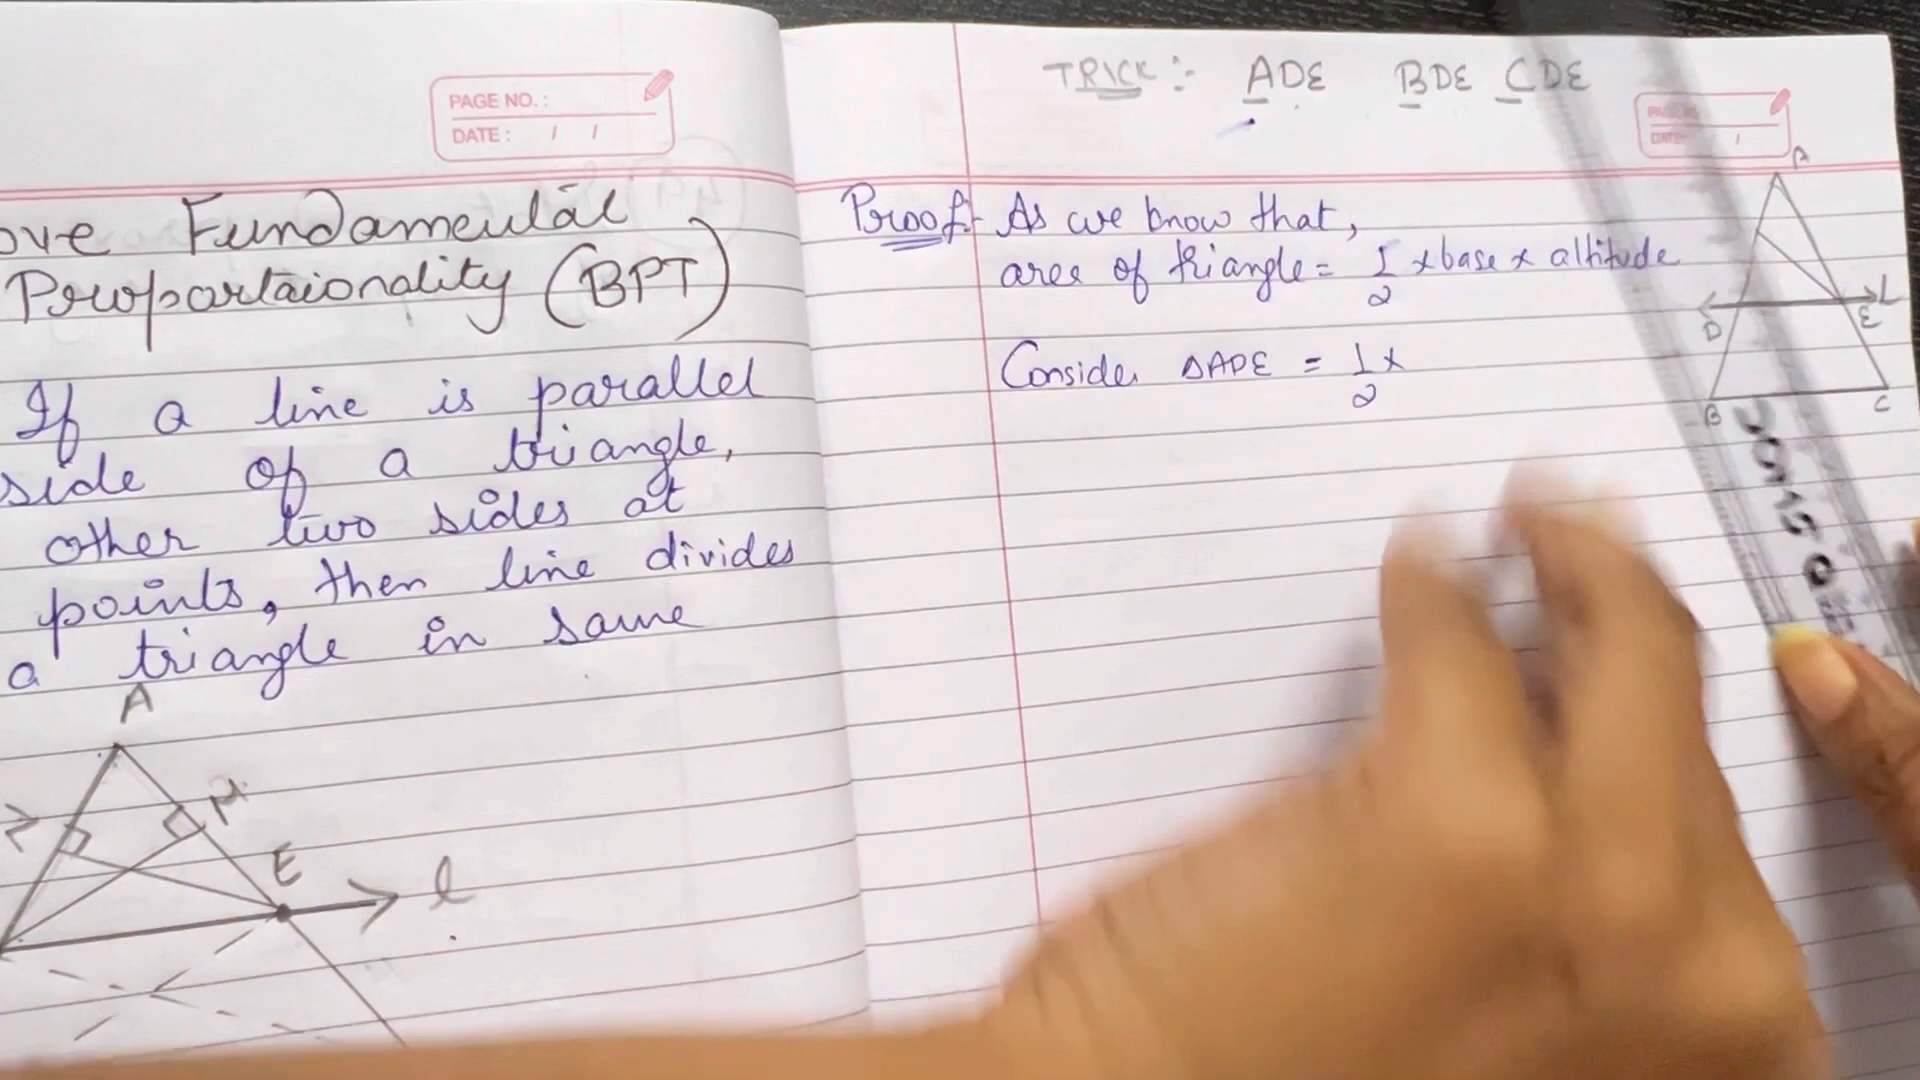 PAGE NO. :
DATE : / /
ove Fundamental
Proportaionality (BPT)
If a line is parallel
side of a triangle,
other two sides at
points, then line divides
a triangle in same
A
M
E
l
TRICK :- ADE BDE CDE
Proof:- As we know that,
area of triangle = 1/2 x base x altitude
Consider ΔADE = 1/2 x
A
L
D
E
B
C